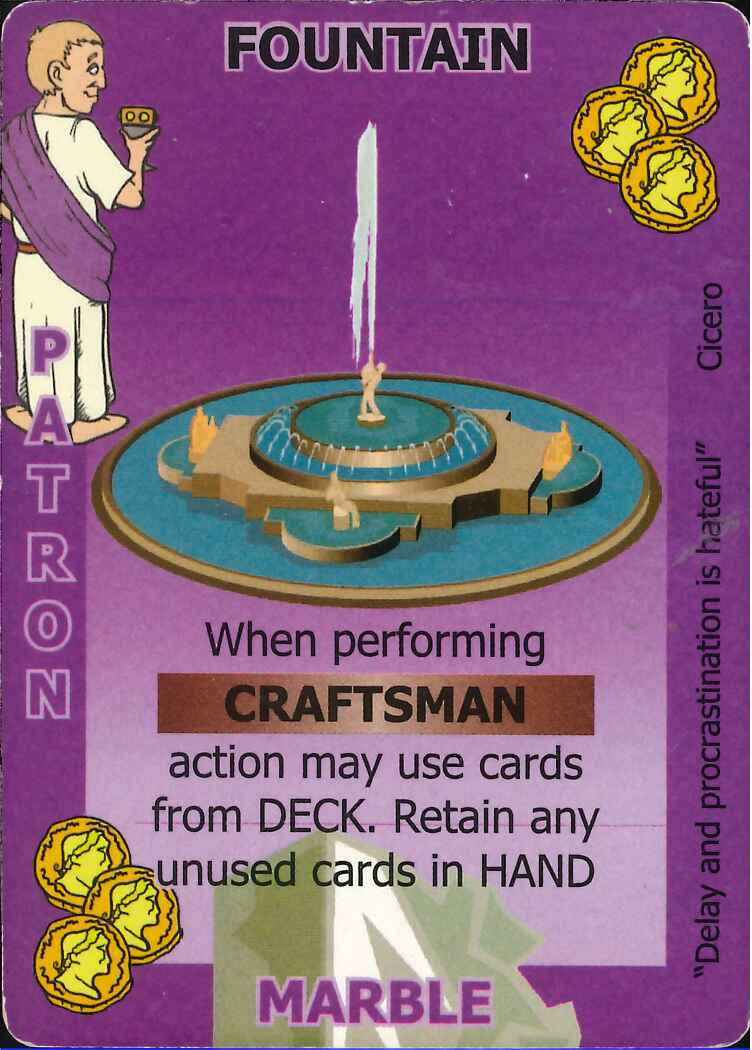 FOUNTAIN
PATRON
When performing
CRAFTSMAN
action may use cards
from DECK. Retain any
unused cards in HAND
MARBLE
"Delay and procrastination is hateful" Cicero